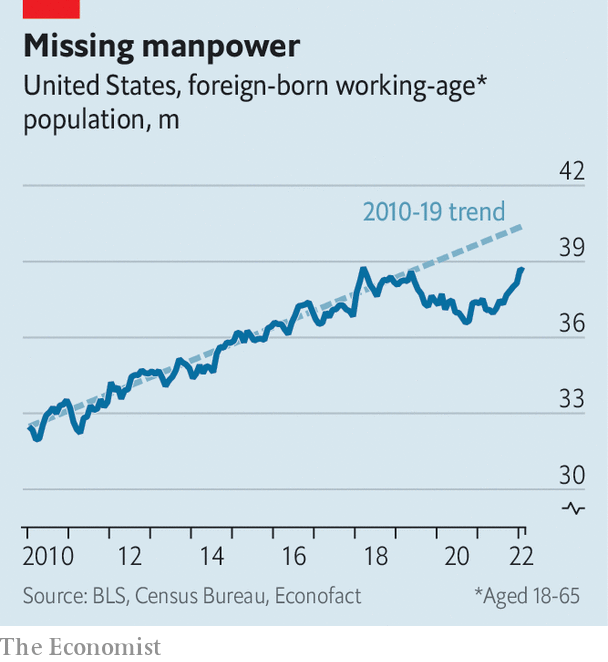 Missing manpower
United States, foreign-born working-age*
population, m
42
2010-19 trend
39
36
33
30
2010 12 14 16 18 20 22
Source: BLS, Census Bureau, Econofact *Aged 18-65
The Economist